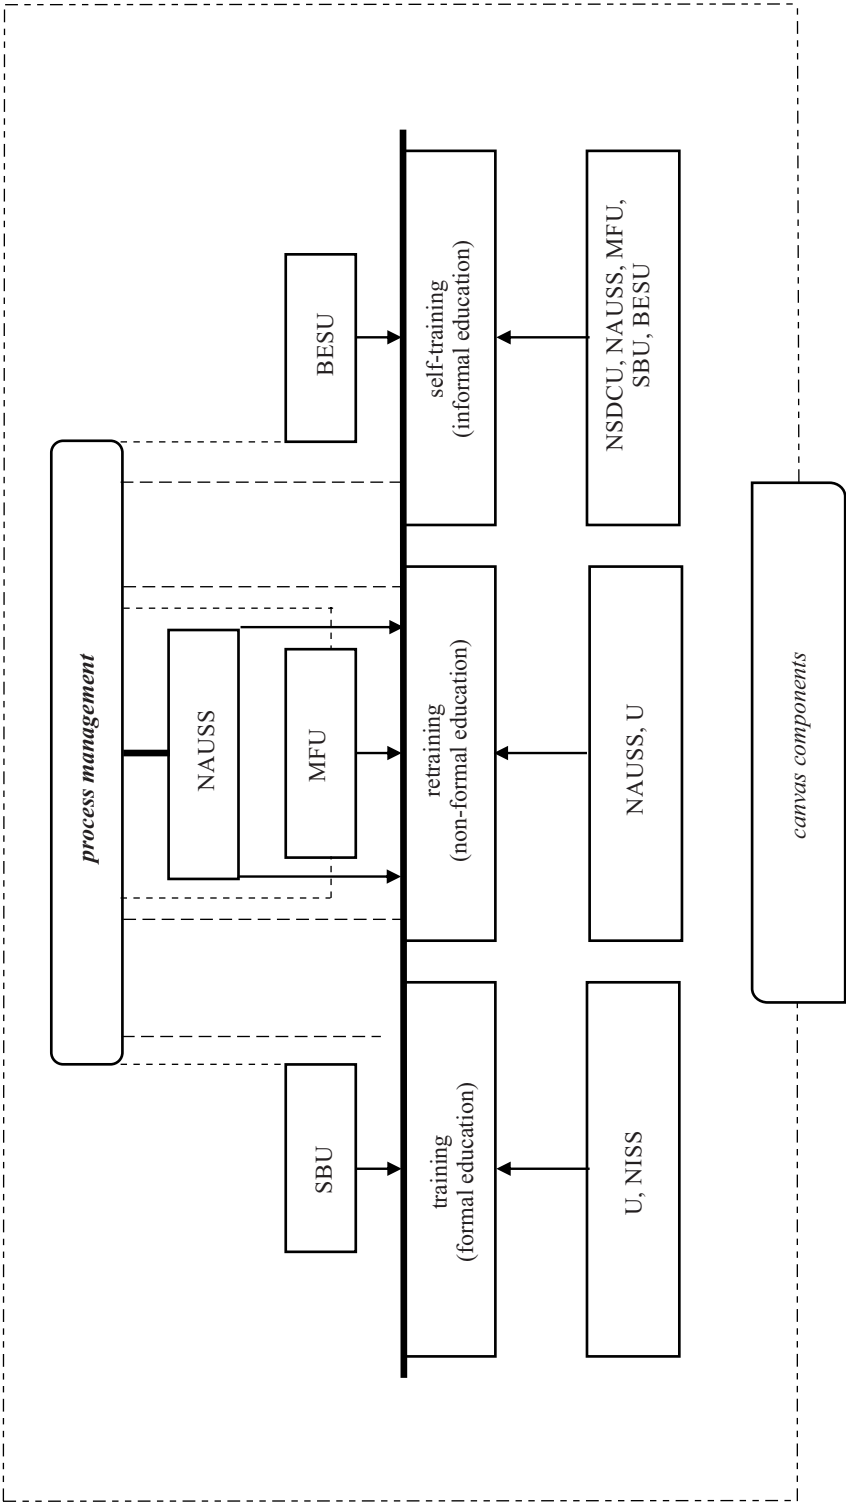 process management
NAUSS
SBU
MFU
BESU
training
(formal education)
retraining
(non-formal education)
self-training
(informal education)
U, NISS
NAUSS, U
NSDCU, NAUSS, MFU,
SBU, BESU
canvas components